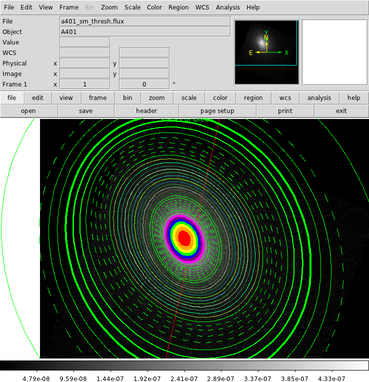 File Edit View Frame Bin Zoom Scale Color Region WCS Analysis Help
File a401_sm_thresh.flux
Object A401
Value
WCS
Physical x y
Image x y
Frame 1 x 1 0 °
N
E X
file edit view frame bin zoom scale color region wcs analysis help
open save header page setup print exit
4.79e-08 9.59e-08 1.44e-07 1.92e-07 2.41e-07 2.89e-07 3.37e-07 3.85e-07 4.33e-07